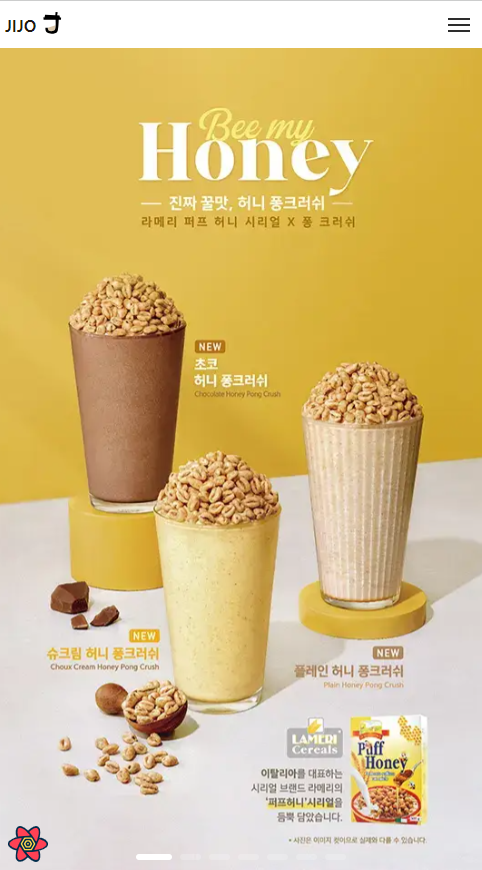 JIJO
Bee my
Honey
진짜 꿀맛, 허니 퐁크러쉬
라메리 퍼프 허니 시리얼 X 퐁 크러쉬
NEW
초코
허니 퐁크러쉬
Chocolate Honey Pong Crush
NEW
슈크림 허니 퐁크러쉬
Choux Cream Honey Pong Crush
NEW
플레인 허니 퐁크러쉬
Plain Honey Pong Crush
LAMERI
Cereals
Puff
Honey
이탈리아를 대표하는
시리얼 브랜드 라메리의
'퍼프허니'시리얼을
듬뿍 담았습니다.
* 사진은 이미지 컷이므로 실제와 다를 수 있습니다